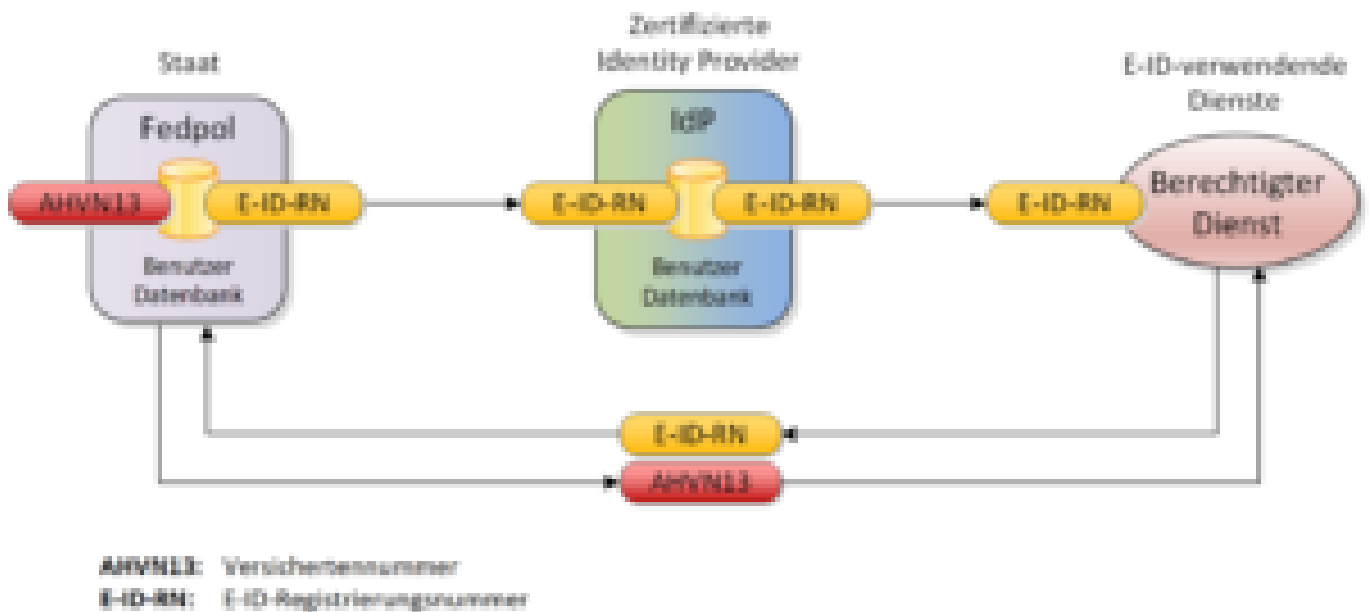 Zertifizierte
Identity Provider
Staat
E-ID-verwendende
Dienste
Fedpol
IdP
Berechtigter
Dienst
AHVN13
E-ID-RN
E-ID-RN
E-ID-RN
E-ID-RN
Benutzer
Datenbank
Benutzer
Datenbank
E-ID-RN
AHVN13
AHVN13: Versichertennummer
E-ID-RN: E-ID-Registrierungsnummer